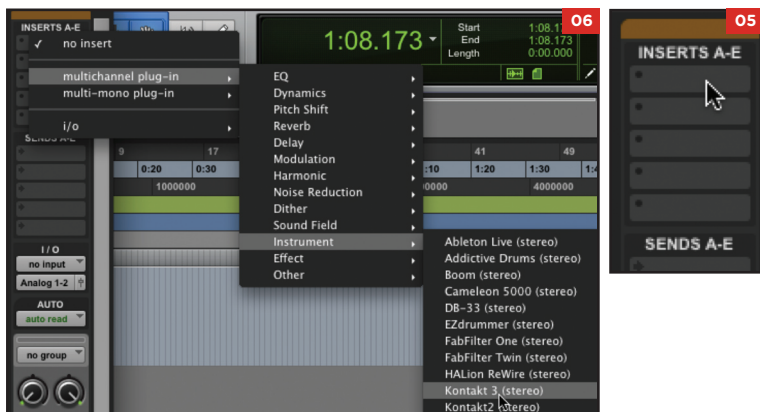 INSERTS A-E
✓ no insert
multichannel plug-in
multi-mono plug-in
i/o
SENDS A-E
I / O
no input
Analog 1-2
AUTO
auto read
no group
1:08.173
Start
End
Length
1:08.173
0:00.000
06
EQ
Dynamics
Pitch Shift
Reverb
Delay
Modulation
Harmonic
Noise Reduction
Dither
Sound Field
Instrument
Effect
Other
9 17 41 49
0:20 0:30 :10 1:20 1:30
1000000 4000000
Ableton Live (stereo)
Addictive Drums (stereo)
Boom (stereo)
Cameleon 5000 (stereo)
DB-33 (stereo)
EZdrummer (stereo)
FabFilter One (stereo)
FabFilter Twin (stereo)
HALion ReWire (stereo)
Kontakt 3 (stereo)
Kontakt2 (stereo)
05
INSERTS A-E
SENDS A-E